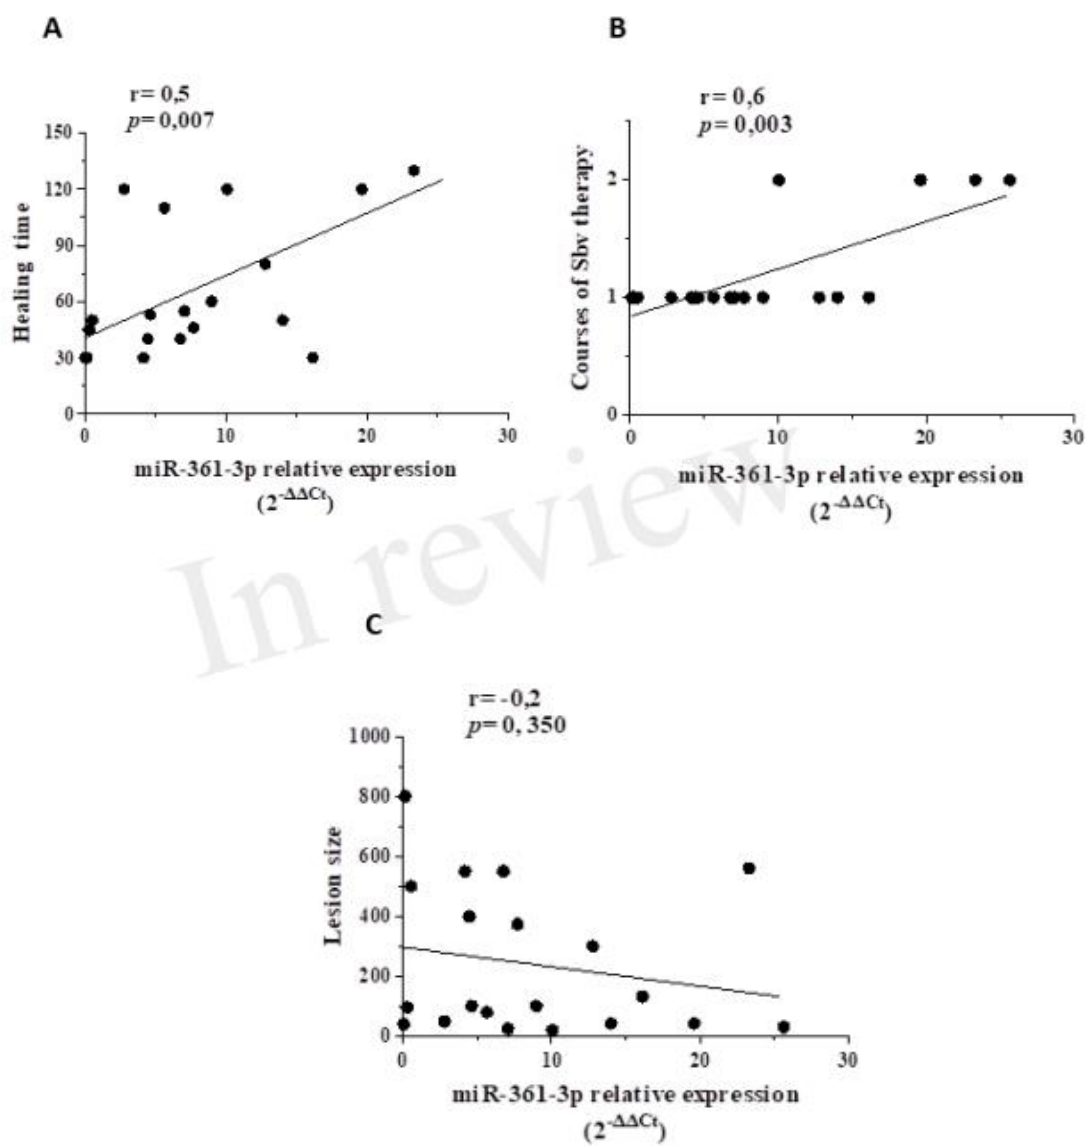 A
r= 0,5
p= 0,007
150
120
90
60
30
0
Healing time
0 10 20 30
miR-361-3p relative expression
(2^-ΔΔCt)
B
r= 0,6
p= 0,003
2
1
0
Courses of Sbv therapy
0 10 20 30
miR-361-3p relative expression
(2^-ΔΔCt)
In review
C
r= -0,2
p= 0, 350
1000
800
600
400
200
0
Lesion size
0 10 20 30
miR-361-3p relative expression
(2^-ΔΔCt)